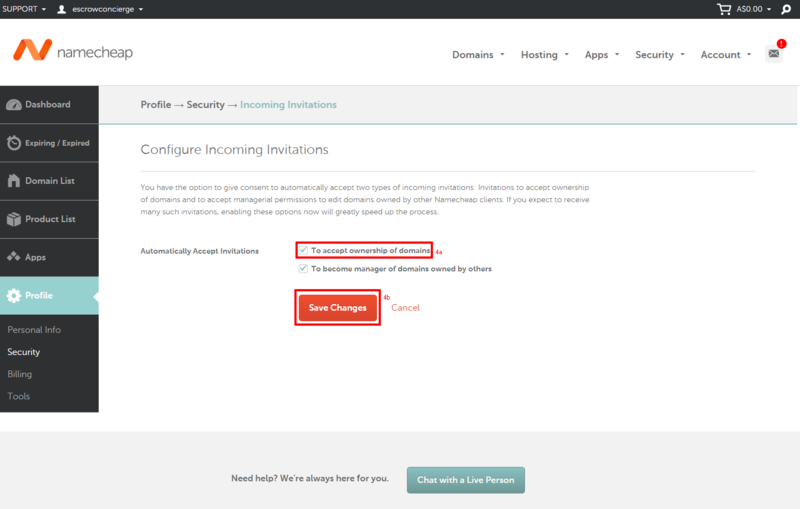 SUPPORT
escrowconcierge
A$0.00
namecheap
Domains
Hosting
Apps
Security
Account
!
Dashboard
Expiring / Expired
Domain List
Product List
Apps
Profile
Personal Info
Security
Billing
Tools
Profile → Security → Incoming Invitations
Configure Incoming Invitations
You have the option to give consent to automatically accept two types of incoming invitations: Invitations to accept ownership
of domains and to accept managerial permissions to edit domains owned by other Namecheap clients. If you expect to receive
many such invitations, enabling these options now will greatly speed up the process.
Automatically Accept Invitations
To accept ownership of domains
4a
To become manager of domains owned by others
Save Changes
4b
Cancel
Need help? We're always here for you.
Chat with a Live Person